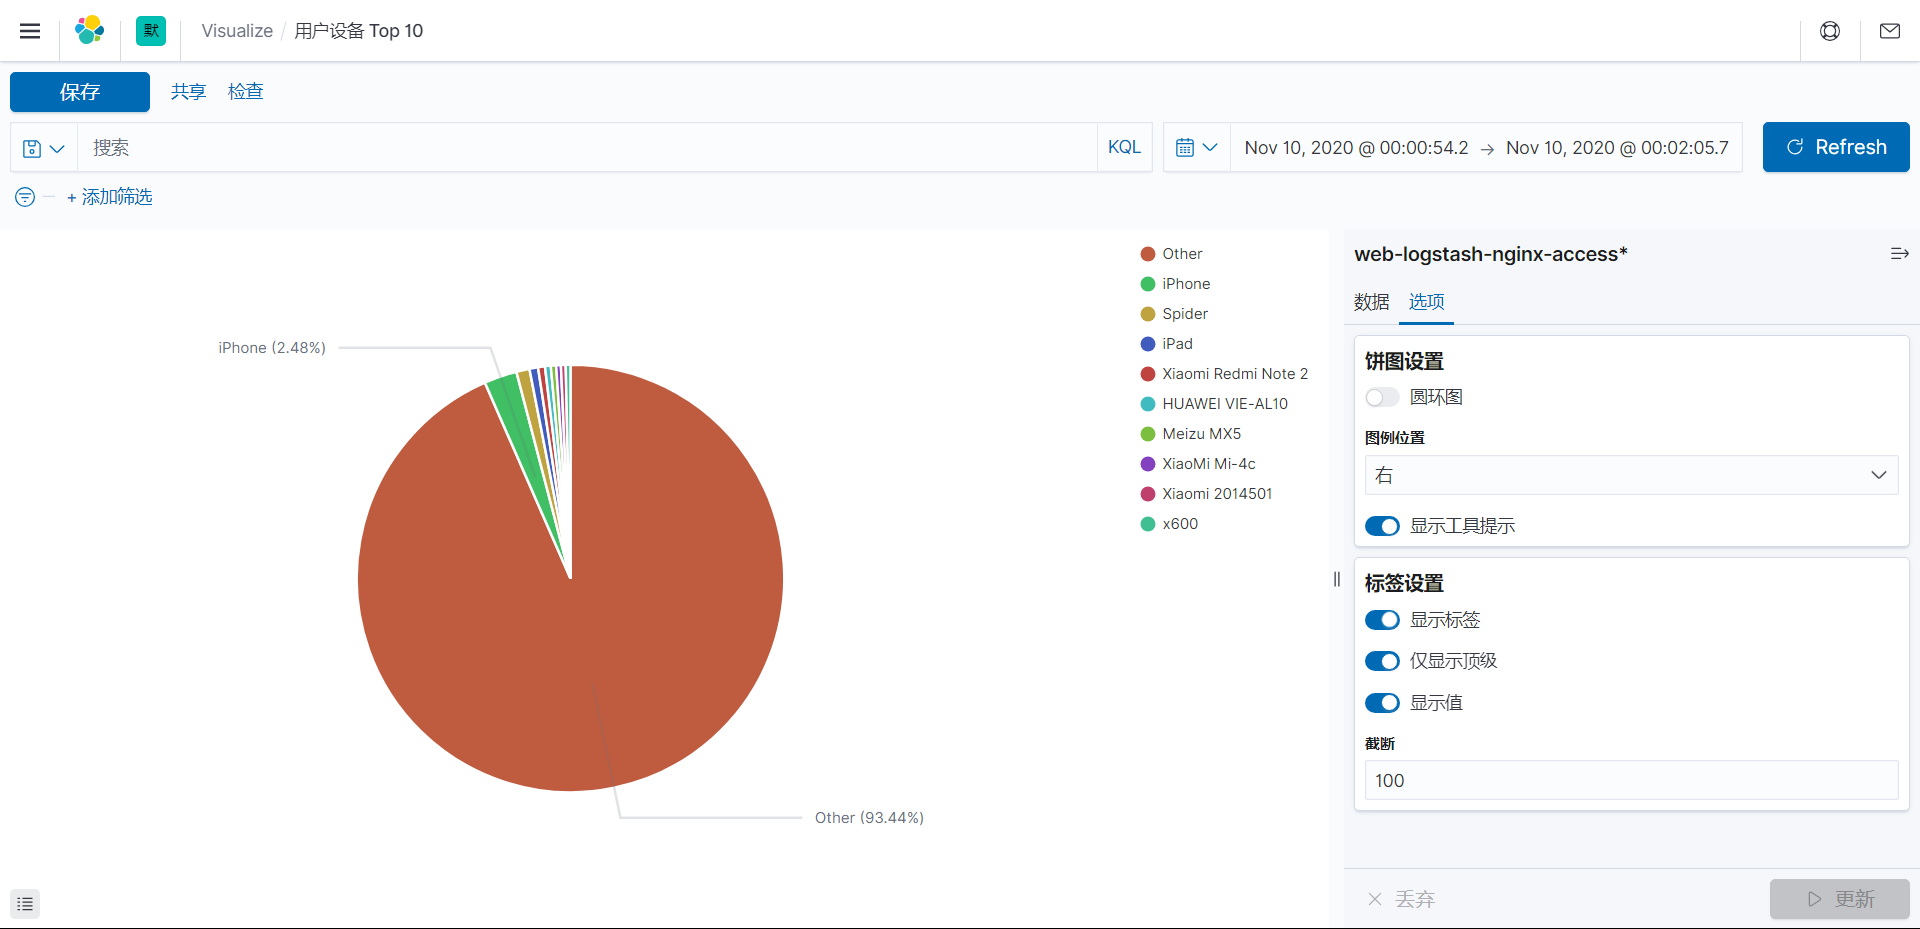 默 Visualize / 用户设备 Top 10
保存 共享 检查
搜索 KQL Nov 10, 2020 @ 00:00:54.2 → Nov 10, 2020 @ 00:02:05.7 Refresh
+ 添加筛选
iPhone (2.48%)
Other (93.44%)
Other
iPhone
Spider
iPad
Xiaomi Redmi Note 2
HUAWEI VIE-AL10
Meizu MX5
XiaoMi Mi-4c
Xiaomi 2014501
x600
web-logstash-nginx-access*
数据 选项
饼图设置
圆环图
图例位置
右
显示工具提示
标签设置
显示标签
仅显示顶级
显示值
截断
100
丢弃 更新